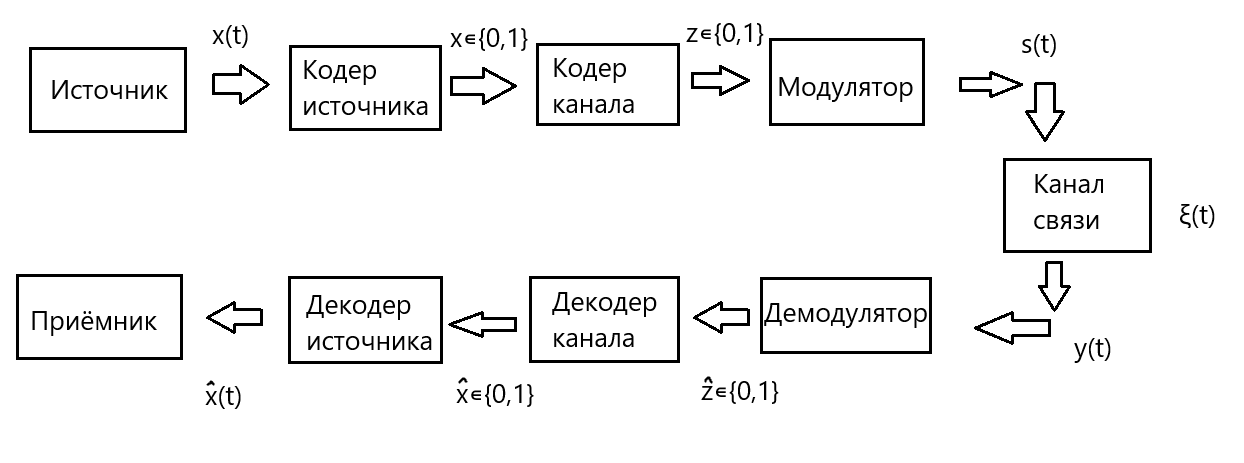 x(t)
x∈{0,1}
z∈{0,1}
s(t)
Источник
Кодер
источника
Кодер
канала
Модулятор
Канал
связи
ξ(t)
Приёмник
Декодер
источника
Декодер
канала
Демодулятор
y(t)
x̂(t)
x̂∈{0,1}
ẑ∈{0,1}